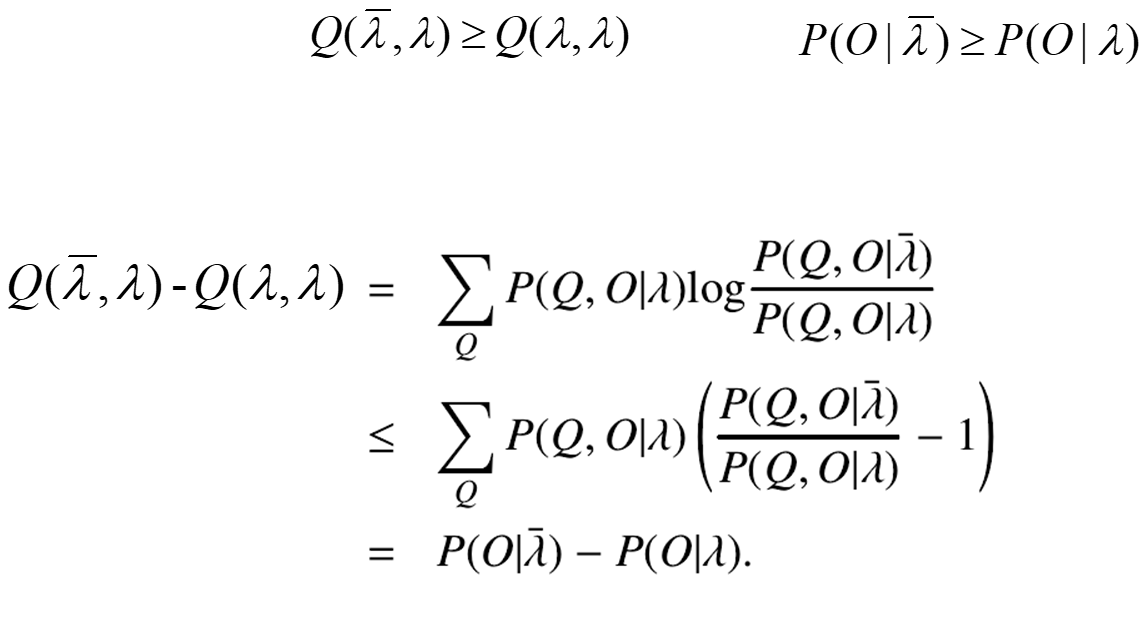 Q(λ̅, λ) ≥ Q(λ, λ) P(O | λ̅) ≥ P(O | λ)
Q(λ̅, λ) - Q(λ, λ) = ∑_Q P(Q, O|λ)log P(Q, O|λ̄)/P(Q, O|λ)
≤ ∑_Q P(Q, O|λ) (P(Q, O|λ̄)/P(Q, O|λ) − 1)
= P(O|λ̄) − P(O|λ).